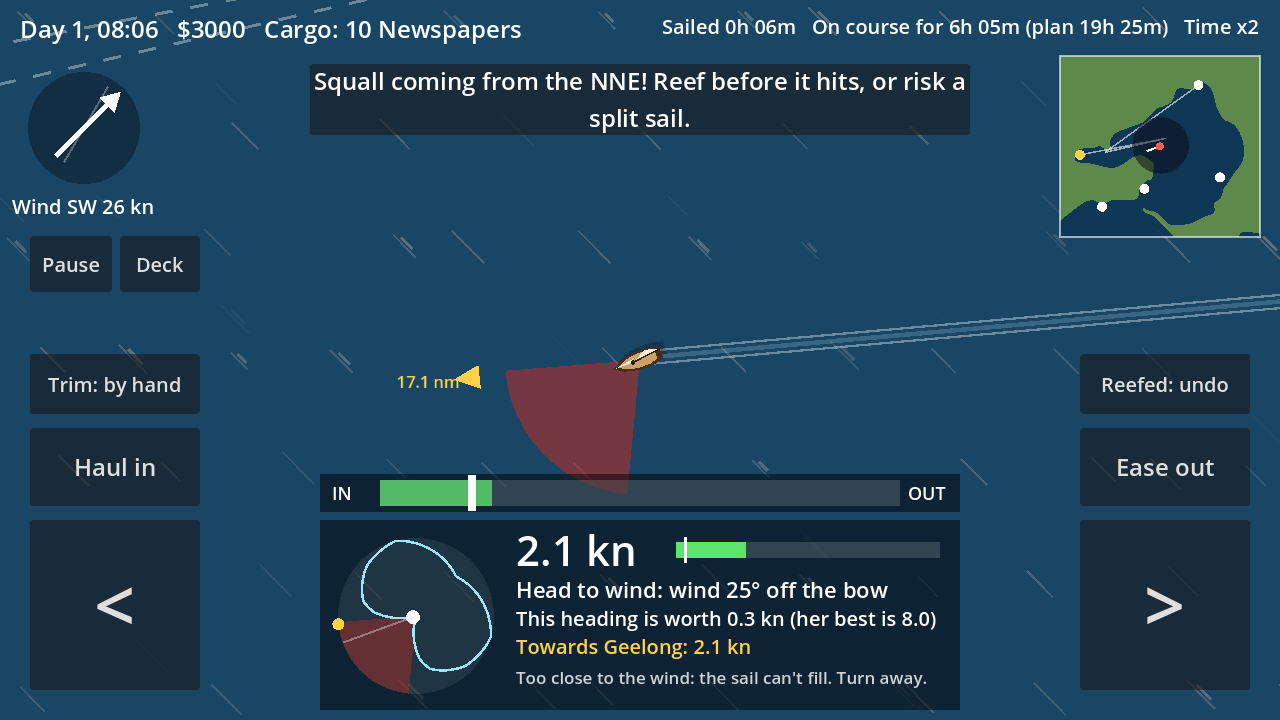 Day 1, 08:06 $3000 Cargo: 10 Newspapers
Sailed 0h 06m On course for 6h 05m (plan 19h 25m) Time x2
Squall coming from the NNE! Reef before it hits, or risk a
split sail.
Wind SW 26 kn
Pause
Deck
17.1 nm
Trim: by hand
Reefed: undo
Haul in
Ease out
IN
OUT
<
>
2.1 kn
Head to wind: wind 25° off the bow
This heading is worth 0.3 kn (her best is 8.0)
Towards Geelong: 2.1 kn
Too close to the wind: the sail can't fill. Turn away.